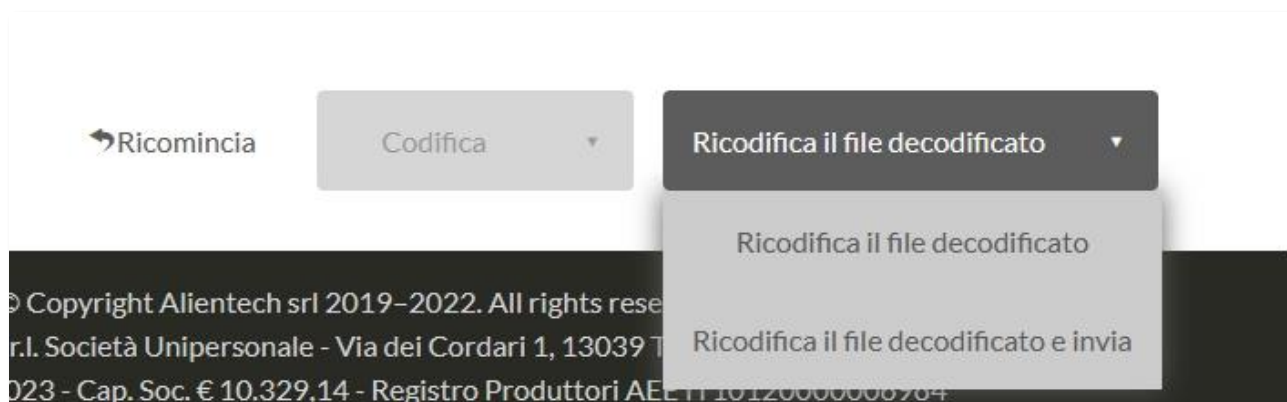 Ricomincia
Codifica
Ricodifica il file decodificato
Ricodifica il file decodificato
Ricodifica il file decodificato e invia
Copyright Alientech srl 2019–2022. All rights rese
r.l. Società Unipersonale - Via dei Cordari 1, 13039
023 - Cap. Soc. € 10.329,14 - Registro Produttori